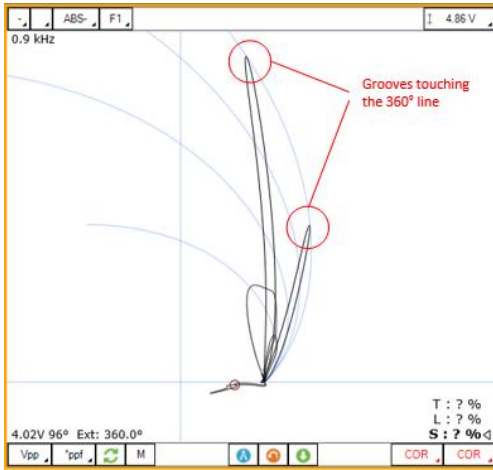 -. ABS- F1 ↕ 4.86 V
0.9 kHz
Grooves touching
the 360° line
T : ? %
L : ? %
4.02V 96° Ext: 360.0° S : ? %◁
Vpp °ppf M A COR COR